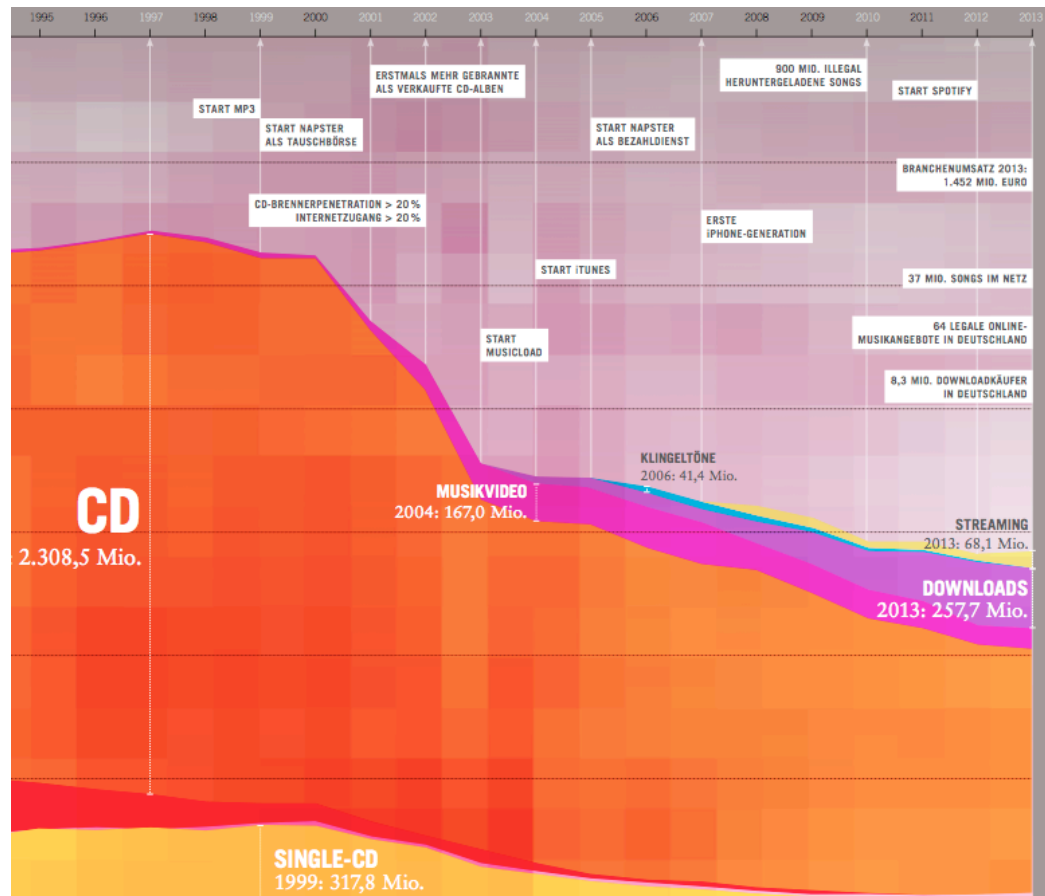 1995 1996 1997 1998 1999 2000 2001 2002 2003 2004 2005 2006 2007 2008 2009 2010 2011 2012 2013
ERSTMALS MEHR GEBRANNTE
ALS VERKAUFTE CD-ALBEN
900 MIO. ILLEGAL
HERUNTERGELADENE SONGS
START SPOTIFY
START MP3
START NAPSTER
ALS TAUSCHBÖRSE
START NAPSTER
ALS BEZAHLDIENST
BRANCHENUMSATZ 2013:
1.452 MIO. EURO
CD-BRENNERPENETRATION > 20 %
INTERNETZUGANG > 20 %
ERSTE
iPHONE-GENERATION
START iTUNES
37 MIO. SONGS IM NETZ
START
MUSICLOAD
64 LEGALE ONLINE-
MUSIKANGEBOTE IN DEUTSCHLAND
8,3 MIO. DOWNLOADKÄUFER
IN DEUTSCHLAND
KLINGELTÖNE
2006: 41,4 Mio.
MUSIKVIDEO
2004: 167,0 Mio.
CD
: 2.308,5 Mio.
STREAMING
2013: 68,1 Mio.
DOWNLOADS
2013: 257,7 Mio.
SINGLE-CD
1999: 317,8 Mio.